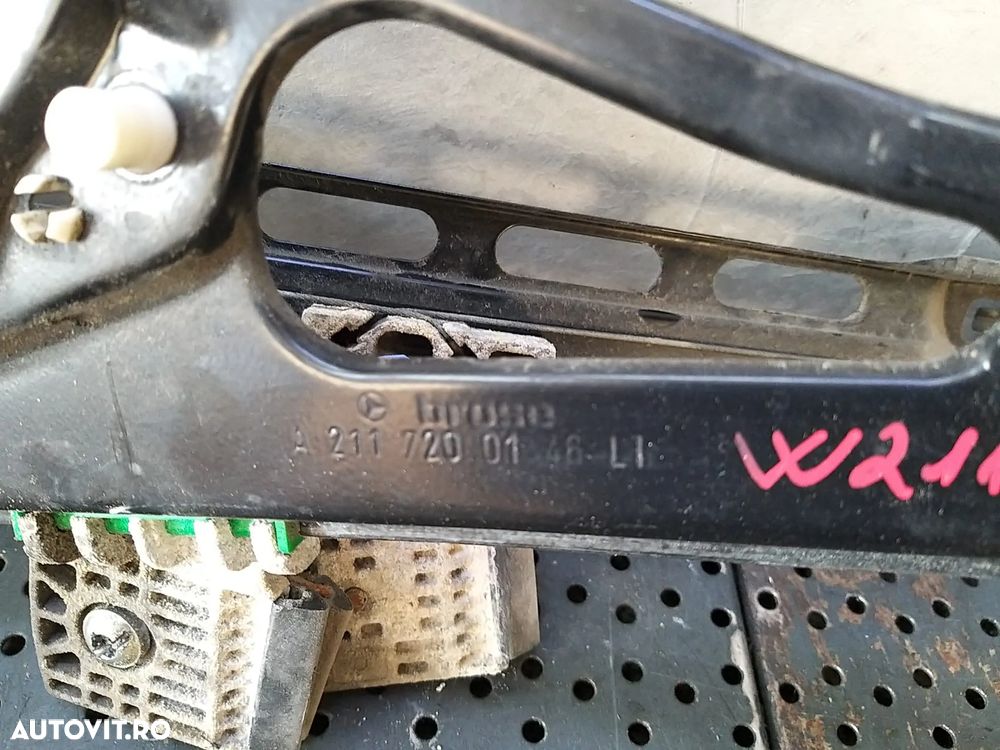 brose
A 211 720 01 46 LI
W211
AUTOVIT.RO